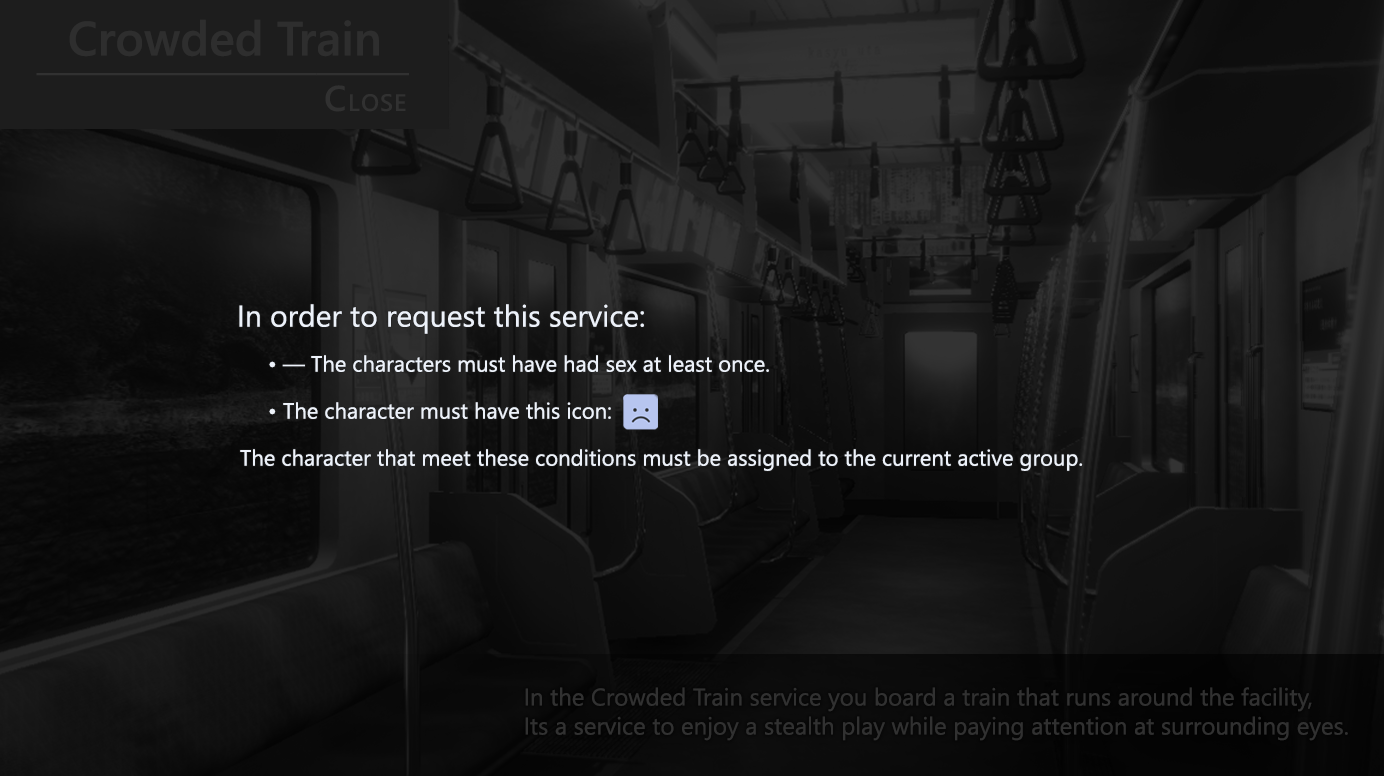 Crowded Train
CLOSE
In order to request this service:
• — The characters must have had sex at least once.
• The character must have this icon:
The character that meet these conditions must be assigned to the current active group.
In the Crowded Train service you board a train that runs around the facility,
Its a service to enjoy a stealth play while paying attention at surrounding eyes.